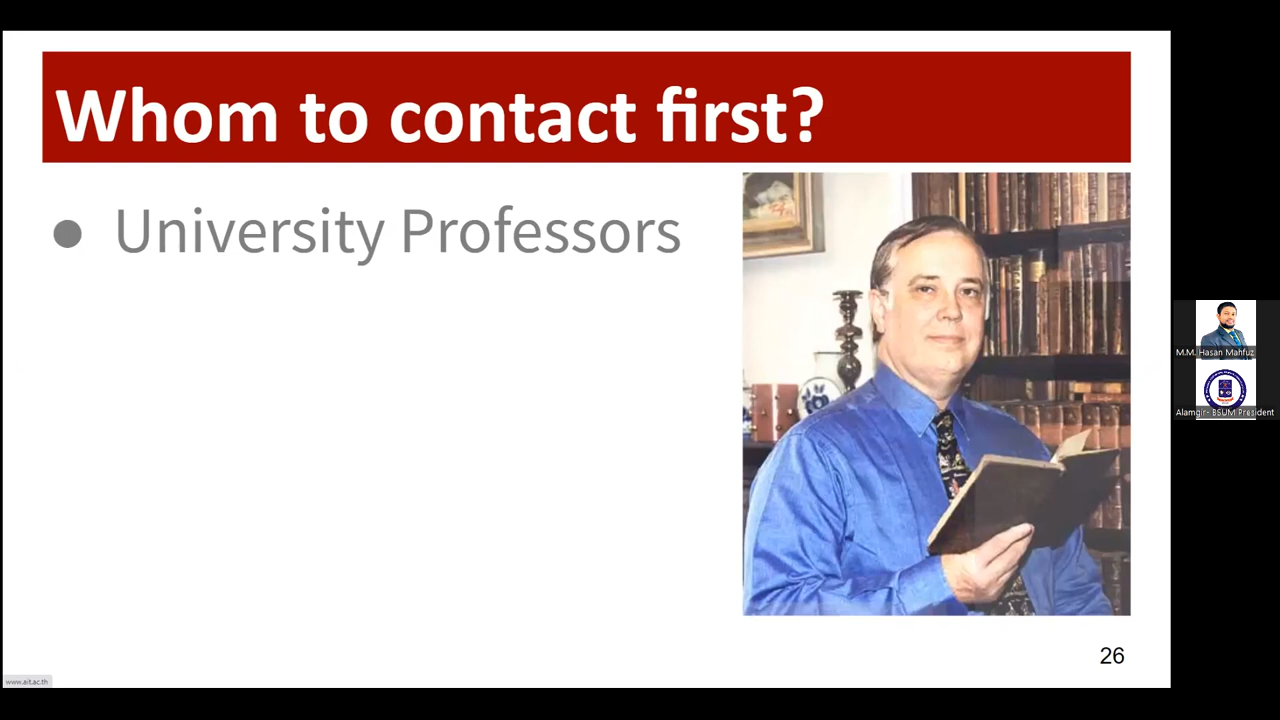 Whom to contact first?
● University Professors
M.M. Hasan Mahfuz
Alamgir- BSUM President
26
www.ait.ac.th